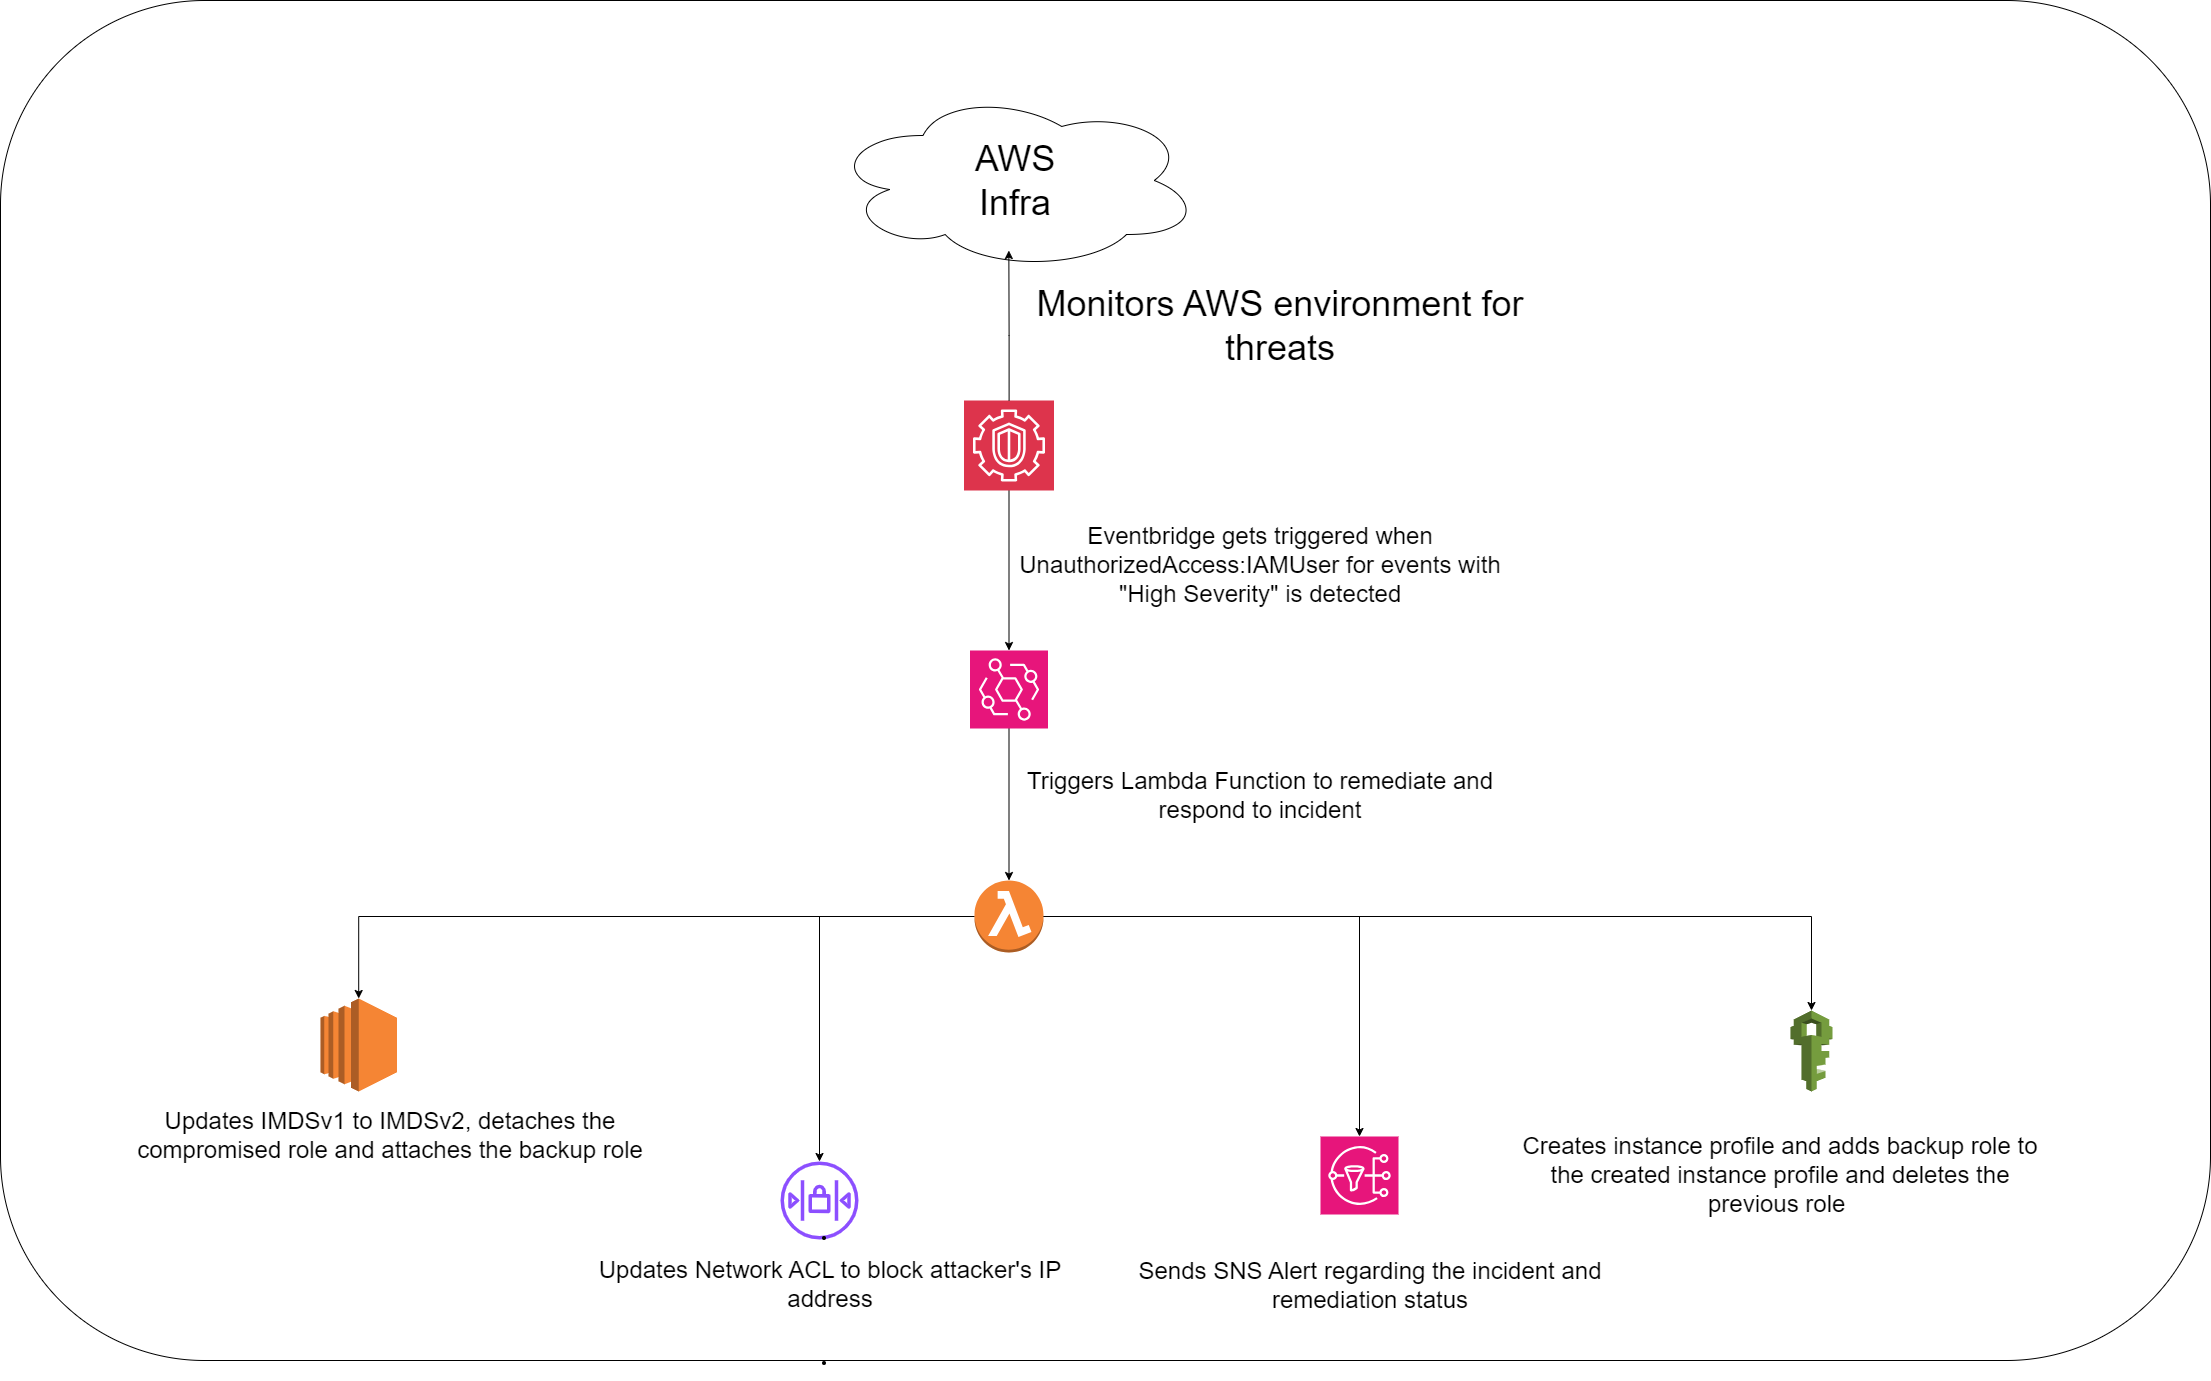 AWS
Infra
Monitors AWS environment for
threats
Eventbridge gets triggered when
UnauthorizedAccess:IAMUser for events with
"High Severity" is detected
Triggers Lambda Function to remediate and
respond to incident
Updates IMDSv1 to IMDSv2, detaches the
compromised role and attaches the backup role
Updates Network ACL to block attacker's IP
address
Sends SNS Alert regarding the incident and
remediation status
Creates instance profile and adds backup role to
the created instance profile and deletes the
previous role